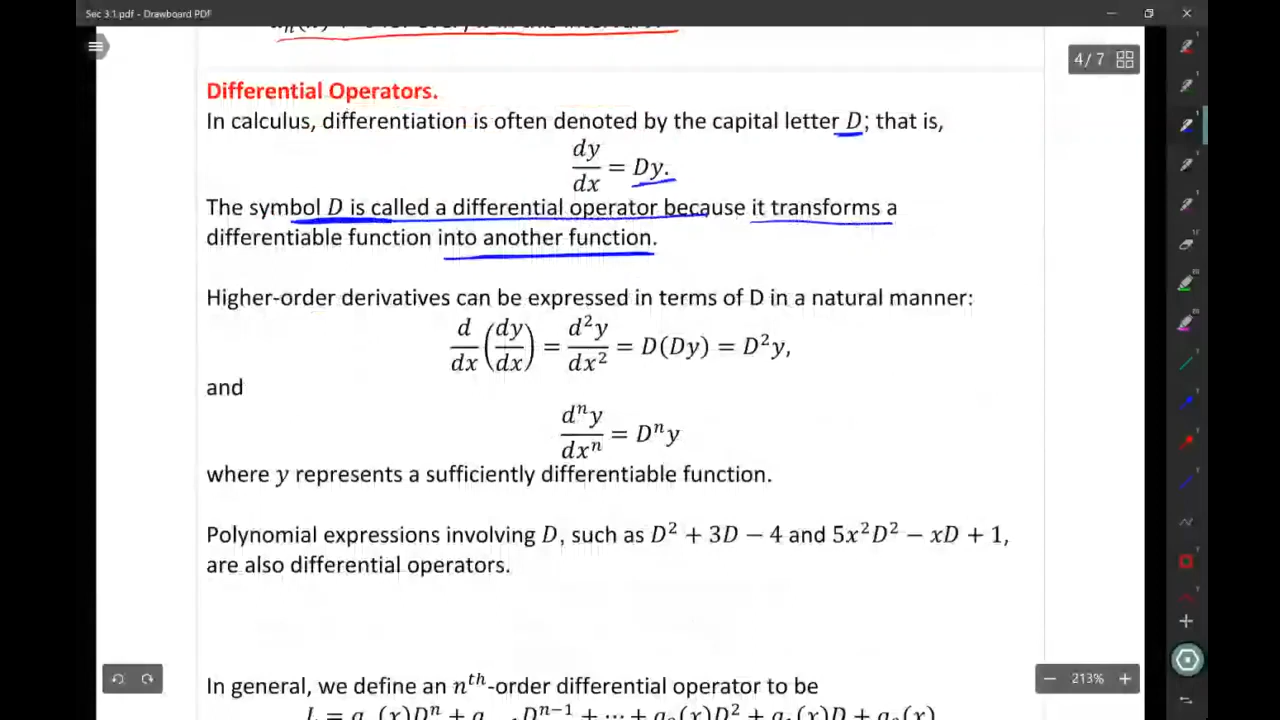 Sec 3.1.pdf - Drawboard PDF
4 / 7
Differential Operators.
In calculus, differentiation is often denoted by the capital letter D; that is,
dy/dx = Dy.
The symbol D is called a differential operator because it transforms a
differentiable function into another function.
Higher-order derivatives can be expressed in terms of D in a natural manner:
d/dx (dy/dx) = d²y/dx² = D(Dy) = D²y,
and
dⁿy/dxⁿ = Dⁿy
where y represents a sufficiently differentiable function.
Polynomial expressions involving D, such as D² + 3D − 4 and 5x²D² − xD + 1,
are also differential operators.
213%
In general, we define an nᵗʰ-order differential operator to be